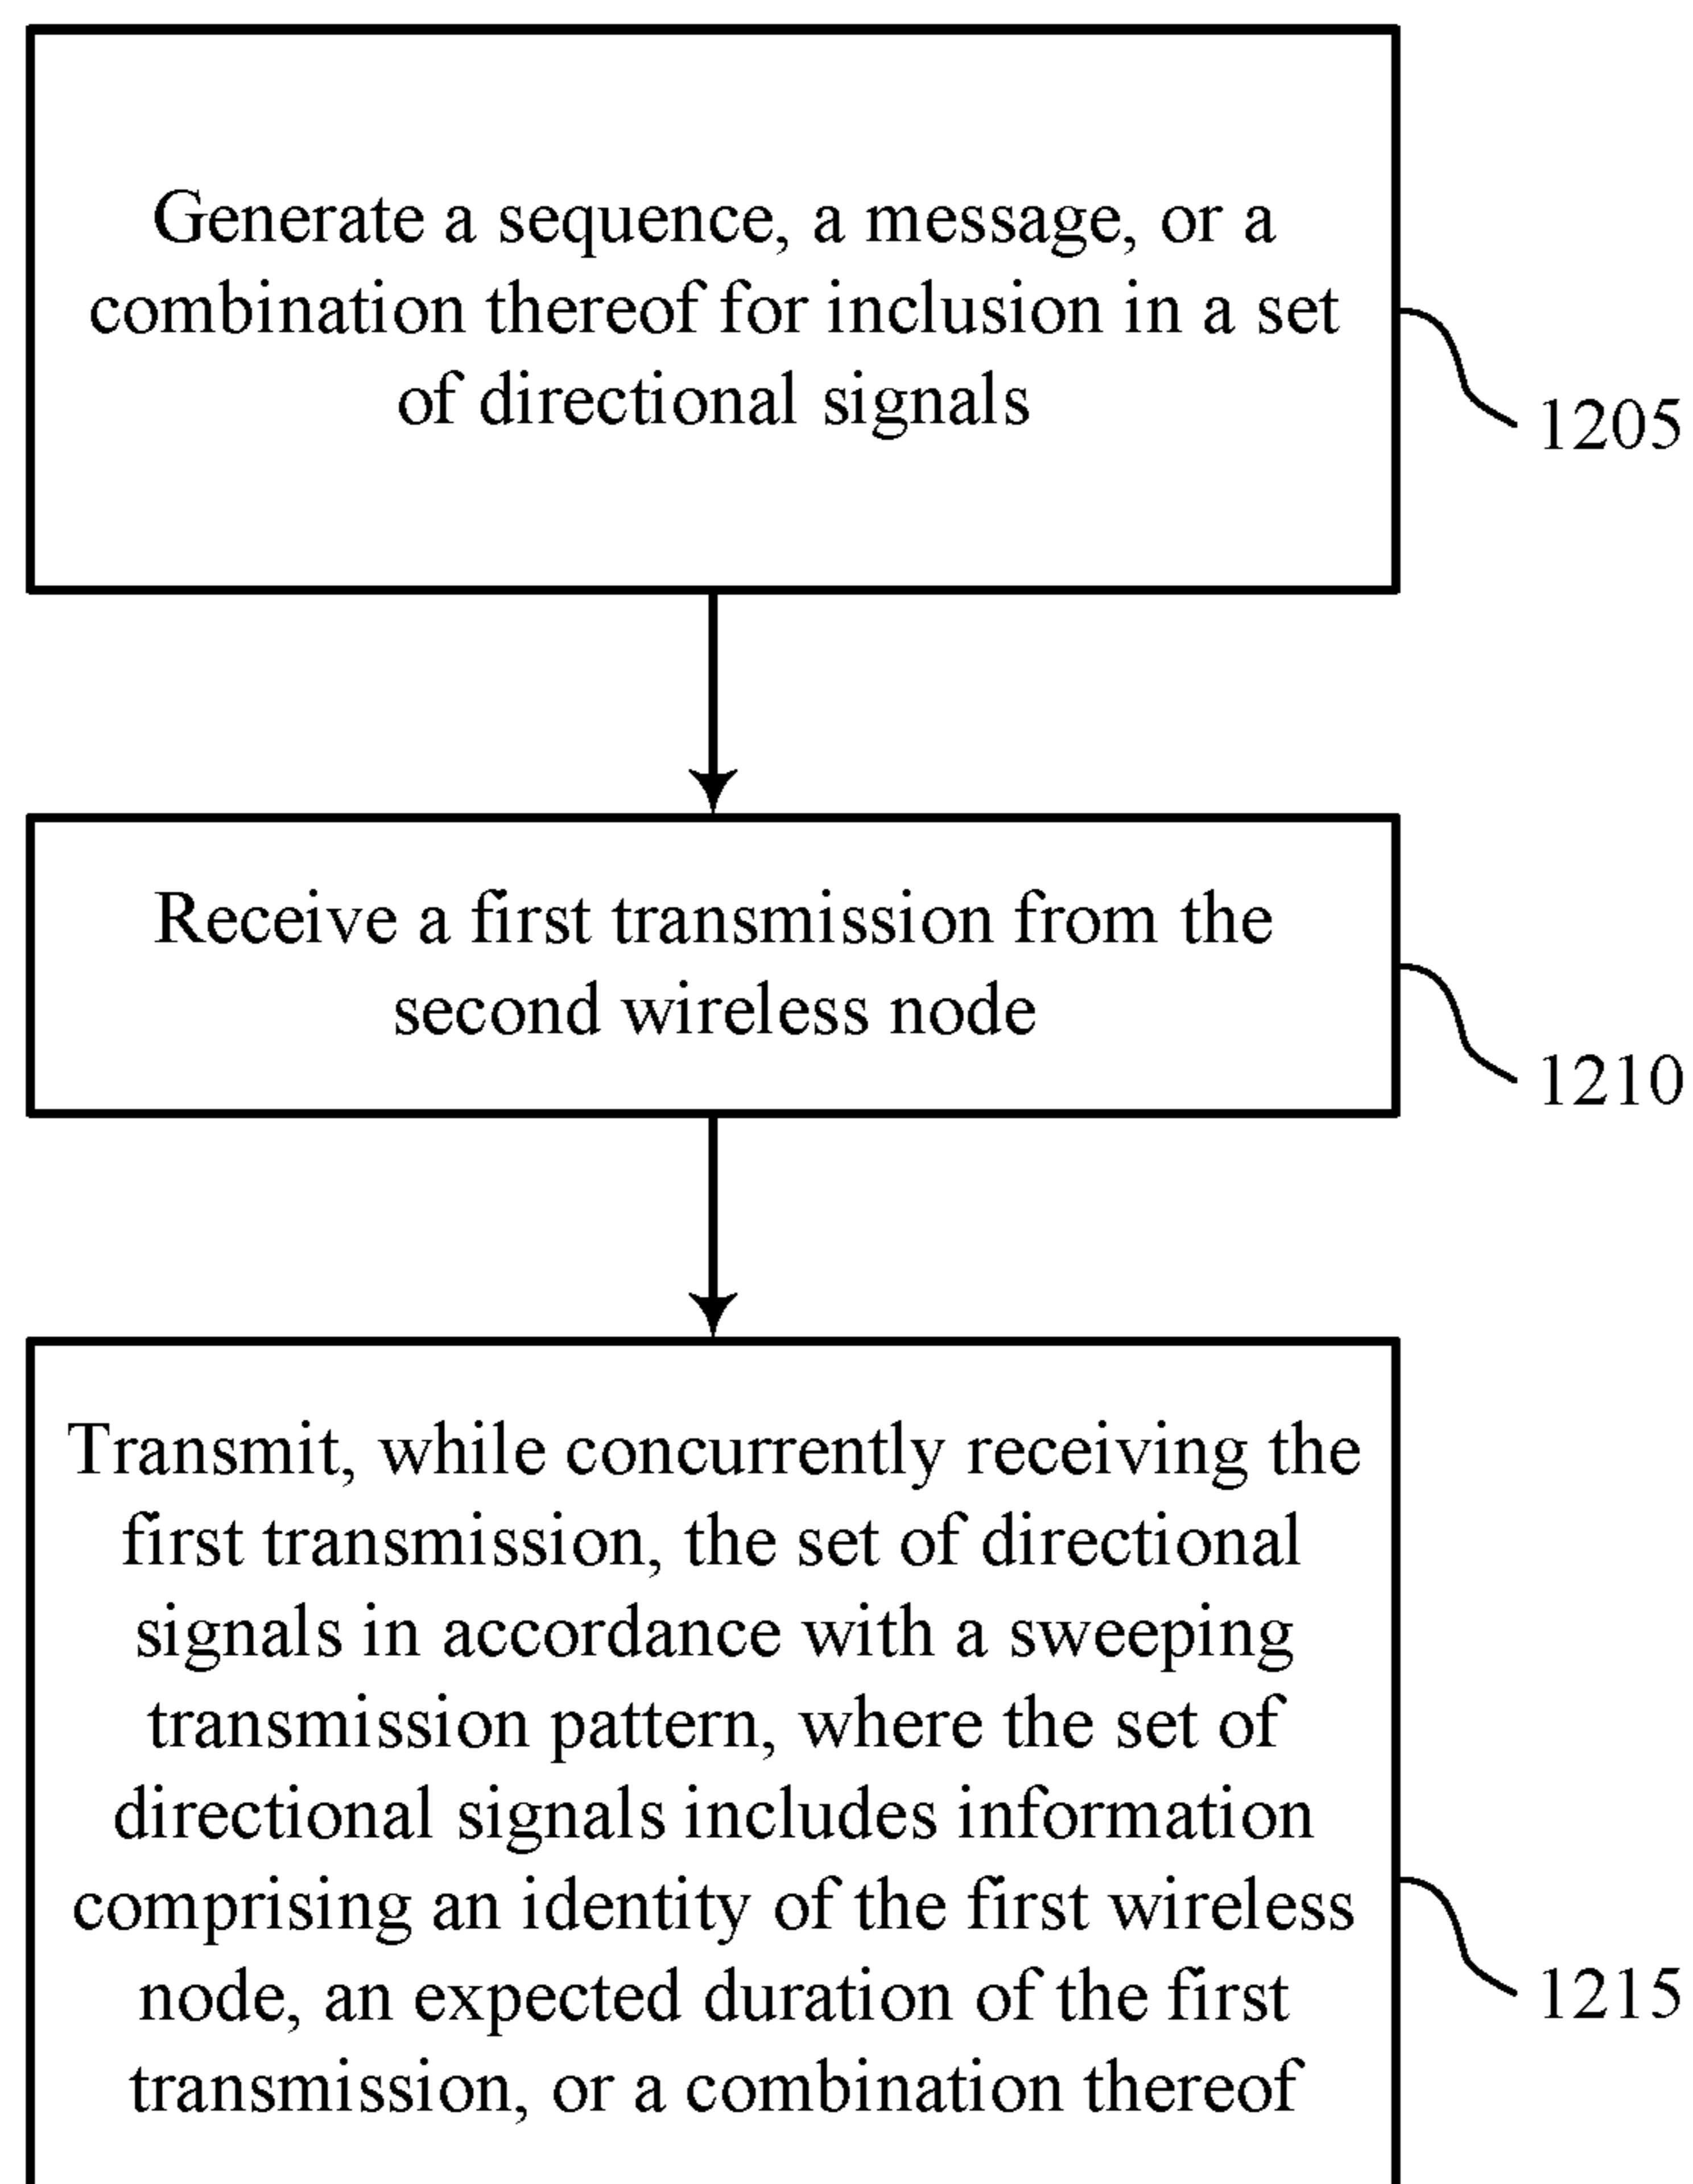 Generate a sequence, a message, or a
combination thereof for inclusion in a set
of directional signals
1205
Receive a first transmission from the
second wireless node
1210
Transmit, while concurrently receiving the
first transmission, the set of directional
signals in accordance with a sweeping
transmission pattern, where the set of
directional signals includes information
comprising an identity of the first wireless
node, an expected duration of the first
transmission, or a combination thereof
1215